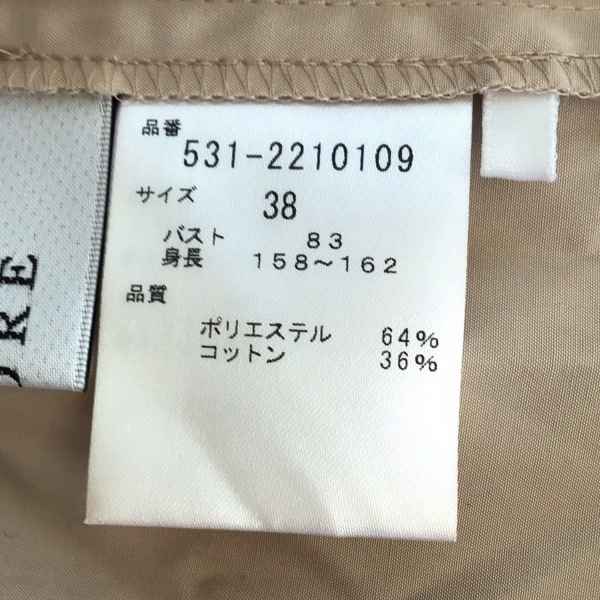 品番
531-2210109
サイズ 38
バスト 83
身長 158〜162
品質
ポリエステル 64%
コットン 36%
ORE